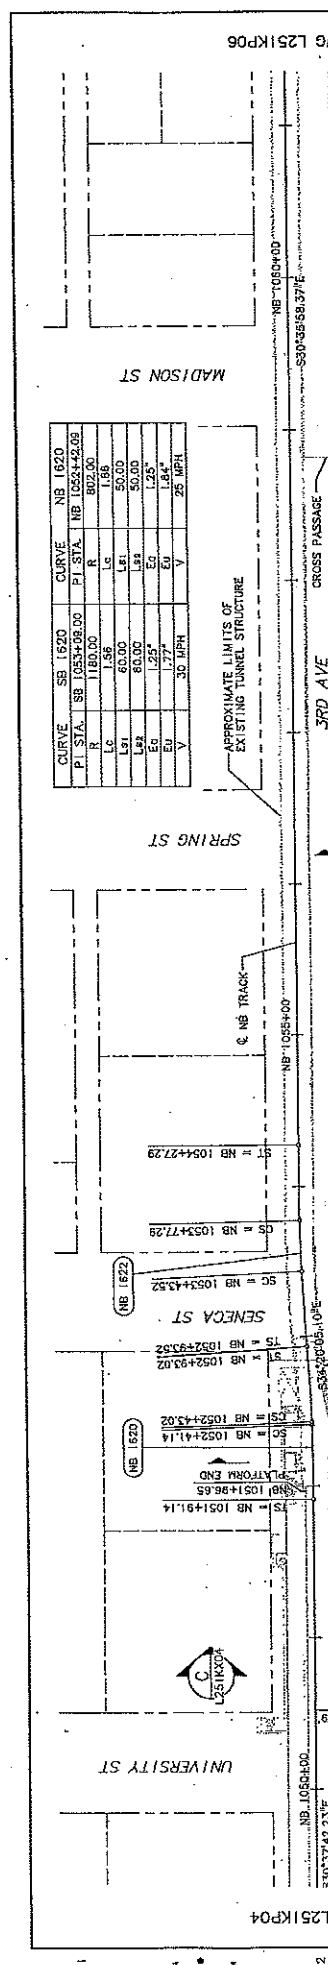 L251KP06
NB 1060+00
S30°35'58.37"E
MADISON ST
CROSS PASSAGE
3RD AVE
CURVE SB 1620 CURVE NB 1620
PI STA. SB 1053+09.00 PI STA. NB 1052+42.09
R 1180.00 R 802.00
Lc 1.56 Lc 1.88
Ls1 60.00 Ls1 50.00
Ls2 80.00 Ls2 50.00
Ea 1.25" Ea 1.25"
Eu 1.77" Eu 1.84"
V 30 MPH V 25 MPH
APPROXIMATE LIMITS OF
EXISTING TUNNEL STRUCTURE
SPRING ST
℄ NB TRACK
NB 1055+00
ST = NB 1054+27.29
CS = NB 1053+77.29
NB 1622
SC = NB 1053+43.52
SENECA ST
TS = NB 1052+93.52
ST = NB 1052+93.02
CS = NB 1052+43.02
SC = NB 1052+41.14
NB 1620
PLATFORM END
NB 1051+96.65
TS = NB 1051+91.14
C
L251KX04
UNIVERSITY ST
NB 1050+00
L251KP04